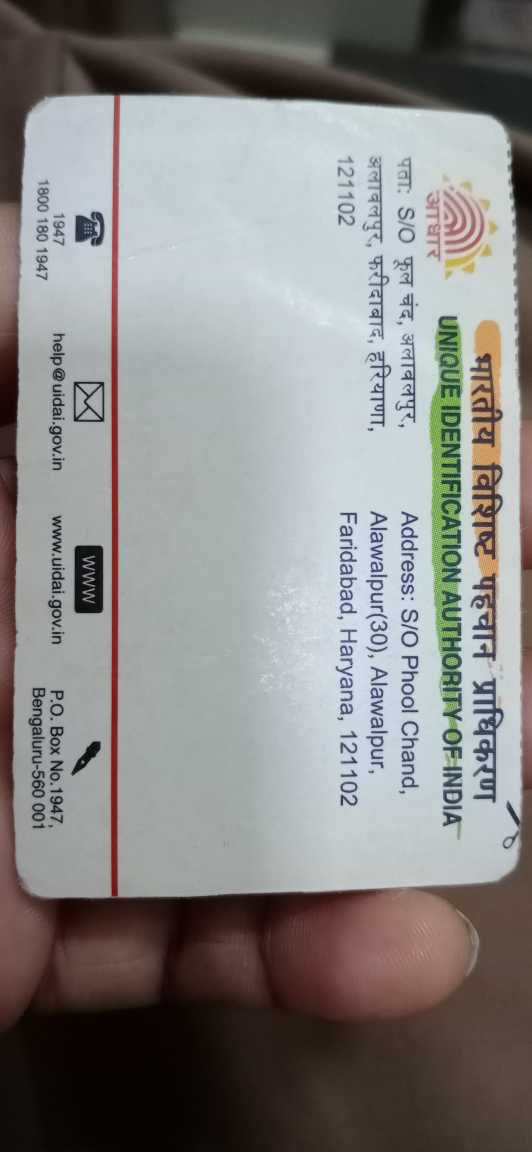 भारतीय विशिष्ट पहचान प्राधिकरण
UNIQUE IDENTIFICATION AUTHORITY OF INDIA
आधार
पता: S/O फूल चंद, अलावलपुर,
अलावलपुर, फरीदाबाद, हरियाणा,
121102
Address: S/O Phool Chand,
Alawalpur(30), Alawalpur,
Faridabad, Haryana, 121102
1947
1800 180 1947
help@uidai.gov.in
www
www.uidai.gov.in
P.O. Box No.1947,
Bengaluru-560 001